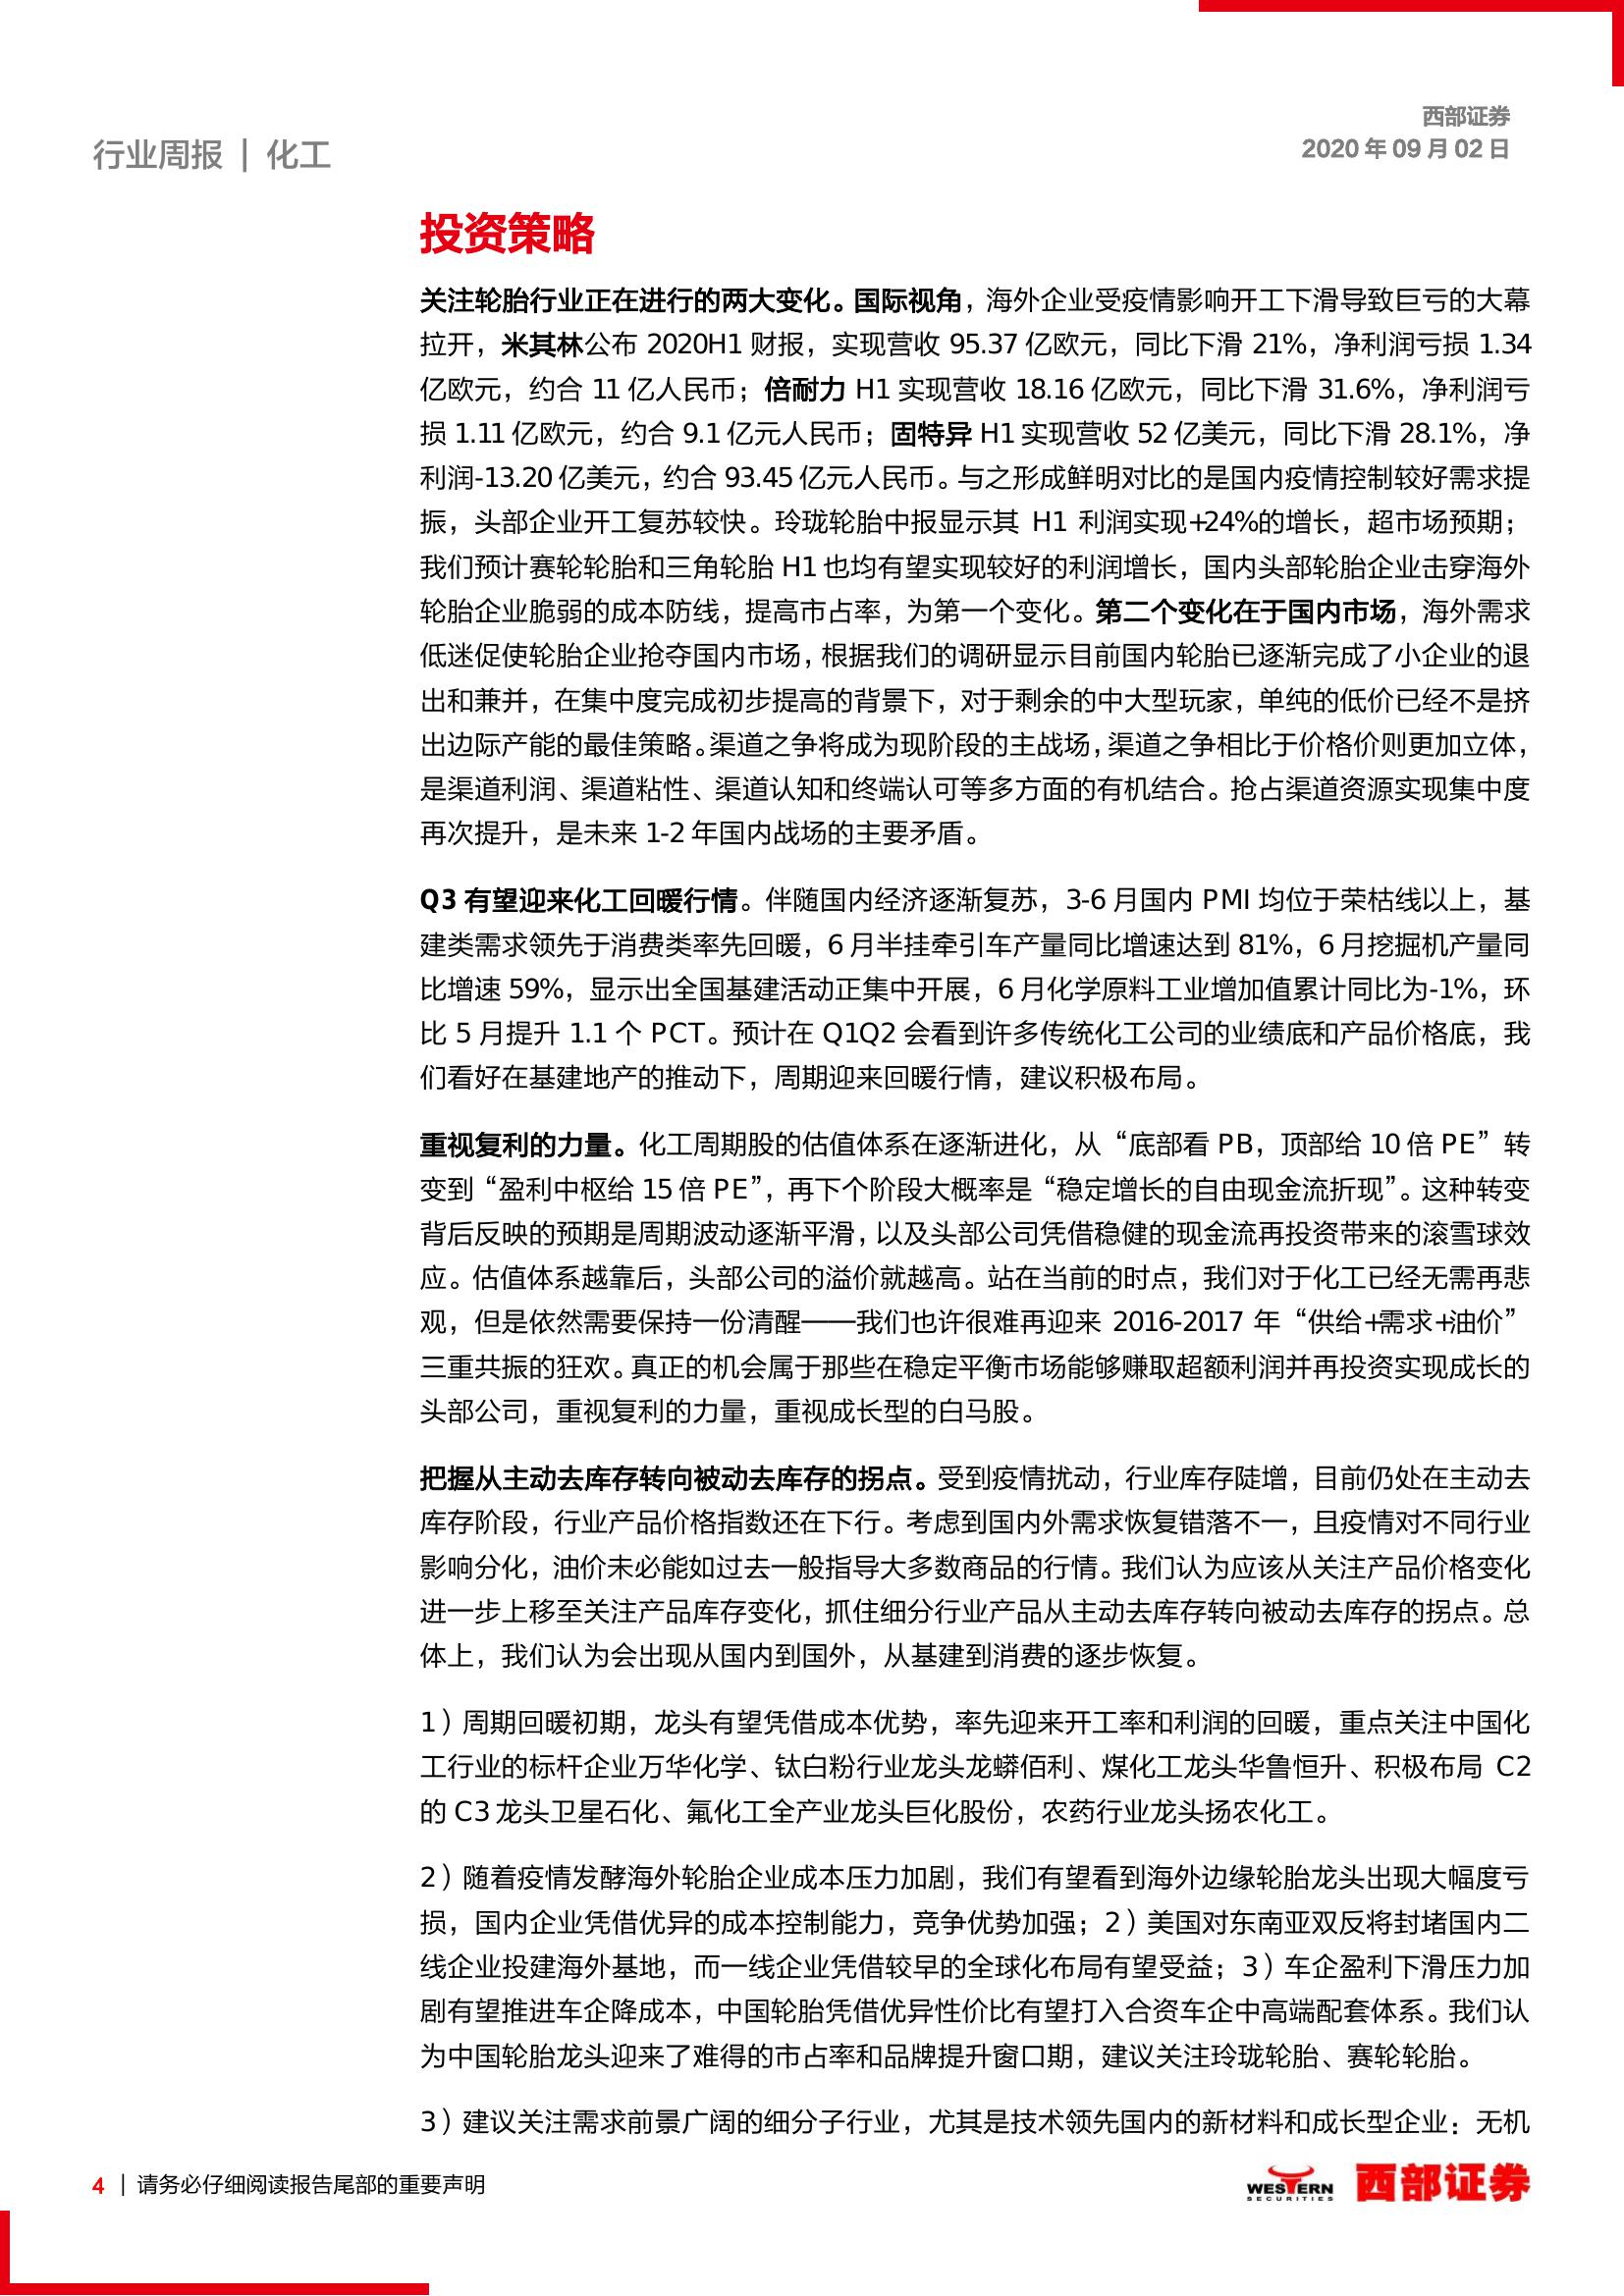 西部证券
行业周报 | 化工
2020 年 09 月 02 日
投资策略
关注轮胎行业正在进行的两大变化。国际视角，海外企业受疫情影响开工下滑导致巨亏的大幕
拉开，米其林公布 2020H1 财报，实现营收 95.37 亿欧元，同比下滑 21%，净利润亏损 1.34
亿欧元，约合 11 亿人民币；倍耐力 H1 实现营收 18.16 亿欧元，同比下滑 31.6%，净利润亏
损 1.11 亿欧元，约合 9.1 亿元人民币；固特异 H1 实现营收 52 亿美元，同比下滑 28.1%，净
利润-13.20 亿美元，约合 93.45 亿元人民币。与之形成鲜明对比的是国内疫情控制较好需求提
振，头部企业开工复苏较快。玲珑轮胎中报显示其 H1 利润实现+24%的增长，超市场预期；
我们预计赛轮轮胎和三角轮胎 H1 也均有望实现较好的利润增长，国内头部轮胎企业击穿海外
轮胎企业脆弱的成本防线，提高市占率，为第一个变化。第二个变化在于国内市场，海外需求
低迷促使轮胎企业抢夺国内市场，根据我们的调研显示目前国内轮胎已逐渐完成了小企业的退
出和兼并，在集中度完成初步提高的背景下，对于剩余的中大型玩家，单纯的低价已经不是挤
出边际产能的最佳策略。渠道之争将成为现阶段的主战场，渠道之争相比于价格价则更加立体，
是渠道利润、渠道粘性、渠道认知和终端认可等多方面的有机结合。抢占渠道资源实现集中度
再次提升，是未来 1-2 年国内战场的主要矛盾。
Q3 有望迎来化工回暖行情。伴随国内经济逐渐复苏，3-6 月国内 PMI 均位于荣枯线以上，基
建类需求领先于消费类率先回暖，6 月半挂牵引车产量同比增速达到 81%，6 月挖掘机产量同
比增速 59%，显示出全国基建活动正集中开展，6 月化学原料工业增加值累计同比为-1%，环
比 5 月提升 1.1 个 PCT。预计在 Q1Q2 会看到许多传统化工公司的业绩底和产品价格底，我
们看好在基建地产的推动下，周期迎来回暖行情，建议积极布局。
重视复利的力量。化工周期股的估值体系在逐渐进化，从“底部看 PB，顶部给 10 倍 PE”转
变到“盈利中枢给 15 倍 PE”，再下个阶段大概率是“稳定增长的自由现金流折现”。这种转变
背后反映的预期是周期波动逐渐平滑，以及头部公司凭借稳健的现金流再投资带来的滚雪球效
应。估值体系越靠后，头部公司的溢价就越高。站在当前的时点，我们对于化工已经无需再悲
观，但是依然需要保持一份清醒——我们也许很难再迎来 2016-2017 年“供给+需求+油价”
三重共振的狂欢。真正的机会属于那些在稳定平衡市场能够赚取超额利润并再投资实现成长的
头部公司，重视复利的力量，重视成长型的白马股。
把握从主动去库存转向被动去库存的拐点。受到疫情扰动，行业库存陡增，目前仍处在主动去
库存阶段，行业产品价格指数还在下行。考虑到国内外需求恢复错落不一，且疫情对不同行业
影响分化，油价未必能如过去一般指导大多数商品的行情。我们认为应该从关注产品价格变化
进一步上移至关注产品库存变化，抓住细分行业产品从主动去库存转向被动去库存的拐点。总
体上，我们认为会出现从国内到国外，从基建到消费的逐步恢复。
1）周期回暖初期，龙头有望凭借成本优势，率先迎来开工率和利润的回暖，重点关注中国化
工行业的标杆企业万华化学、钛白粉行业龙头龙蟒佰利、煤化工龙头华鲁恒升、积极布局 C2
的 C3 龙头卫星石化、氟化工全产业龙头巨化股份，农药行业龙头扬农化工。
2）随着疫情发酵海外轮胎企业成本压力加剧，我们有望看到海外边缘轮胎龙头出现大幅度亏
损，国内企业凭借优异的成本控制能力，竞争优势加强；2）美国对东南亚双反将封堵国内二
线企业投建海外基地，而一线企业凭借较早的全球化布局有望受益；3）车企盈利下滑压力加
剧有望推进车企降成本，中国轮胎凭借优异性价比有望打入合资车企中高端配套体系。我们认
为中国轮胎龙头迎来了难得的市占率和品牌提升窗口期，建议关注玲珑轮胎、赛轮轮胎。
3）建议关注需求前景广阔的细分子行业，尤其是技术领先国内的新材料和成长型企业：无机
4 | 请务必仔细阅读报告尾部的重要声明
WESTERN
SECURITIES
西部证券